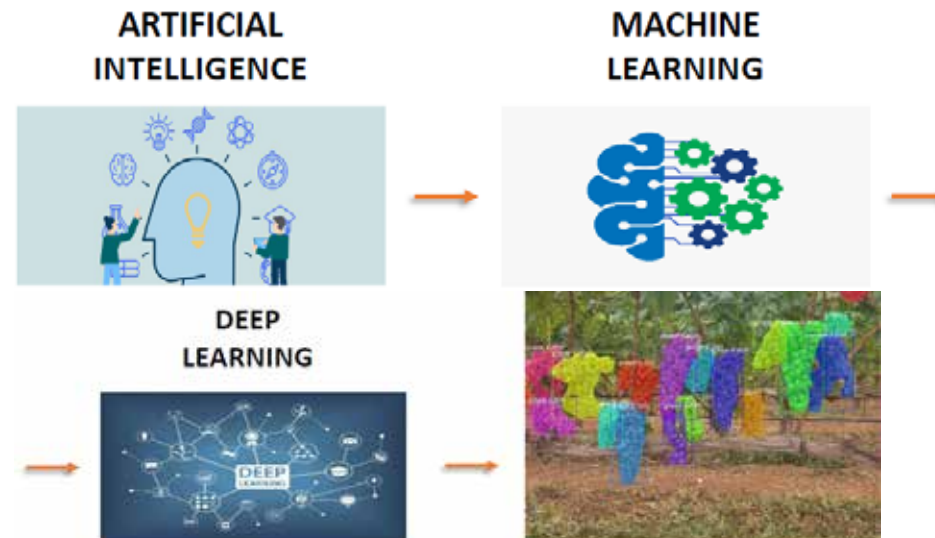 ARTIFICIAL
INTELLIGENCE
MACHINE
LEARNING
DEEP
LEARNING
DEEP
LEARNING